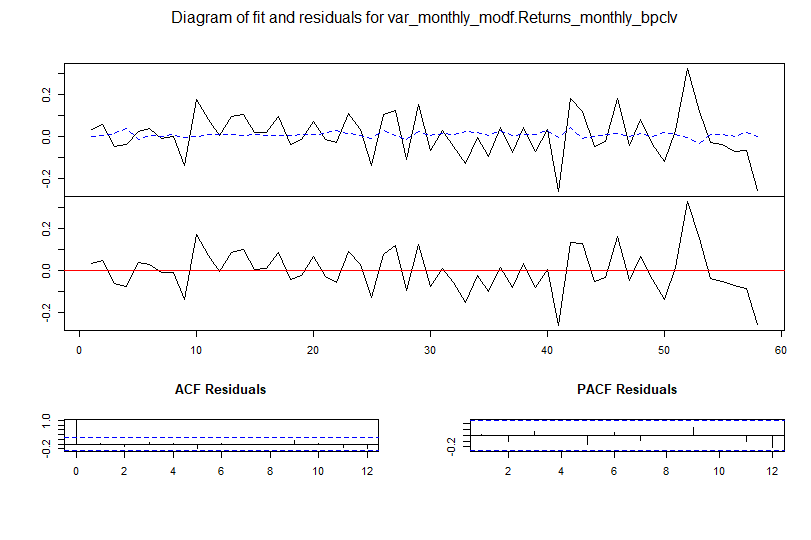 Diagram of fit and residuals for var_monthly_modf.Returns_monthly_bpclv
0.2
0.0
-0.2
0.2
0.0
-0.2
0 10 20 30 40 50 60
ACF Residuals
PACF Residuals
1.0
-0.2
-0.2
0 2 4 6 8 10 12
2 4 6 8 10 12